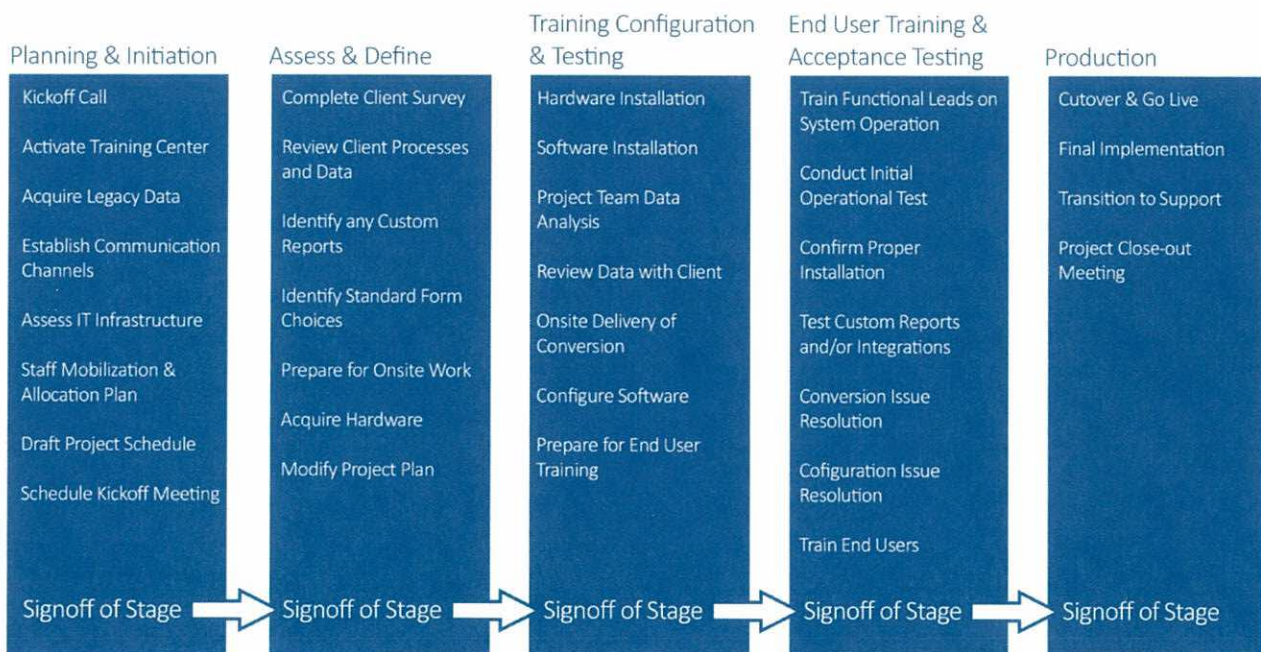 Planning & Initiation
Kickoff Call
Activate Training Center
Acquire Legacy Data
Establish Communication
Channels
Assess IT Infrastructure
Staff Mobilization &
Allocation Plan
Draft Project Schedule
Schedule Kickoff Meeting
Signoff of Stage
Assess & Define
Complete Client Survey
Review Client Processes
and Data
Identify any Custom
Reports
Identify Standard Form
Choices
Prepare for Onsite Work
Acquire Hardware
Modify Project Plan
Signoff of Stage
Training Configuration
& Testing
Hardware Installation
Software Installation
Project Team Data
Analysis
Review Data with Client
Onsite Delivery of
Conversion
Configure Software
Prepare for End User
Training
Signoff of Stage
End User Training &
Acceptance Testing
Train Functional Leads on
System Operation
Conduct Initial
Operational Test
Confirm Proper
Installation
Test Custom Reports
and/or Integrations
Conversion Issue
Resolution
Cofiguration Issue
Resolution
Train End Users
Signoff of Stage
Production
Cutover & Go Live
Final Implementation
Transition to Support
Project Close-out
Meeting
Signoff of Stage